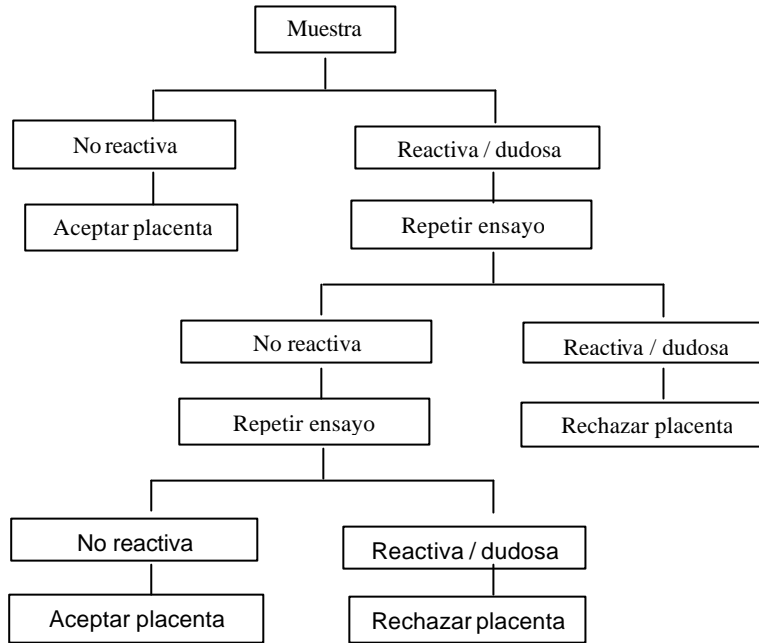 Muestra
No reactiva
Reactiva / dudosa
Aceptar placenta
Repetir ensayo
No reactiva
Reactiva / dudosa
Repetir ensayo
Rechazar placenta
No reactiva
Reactiva / dudosa
Aceptar placenta
Rechazar placenta